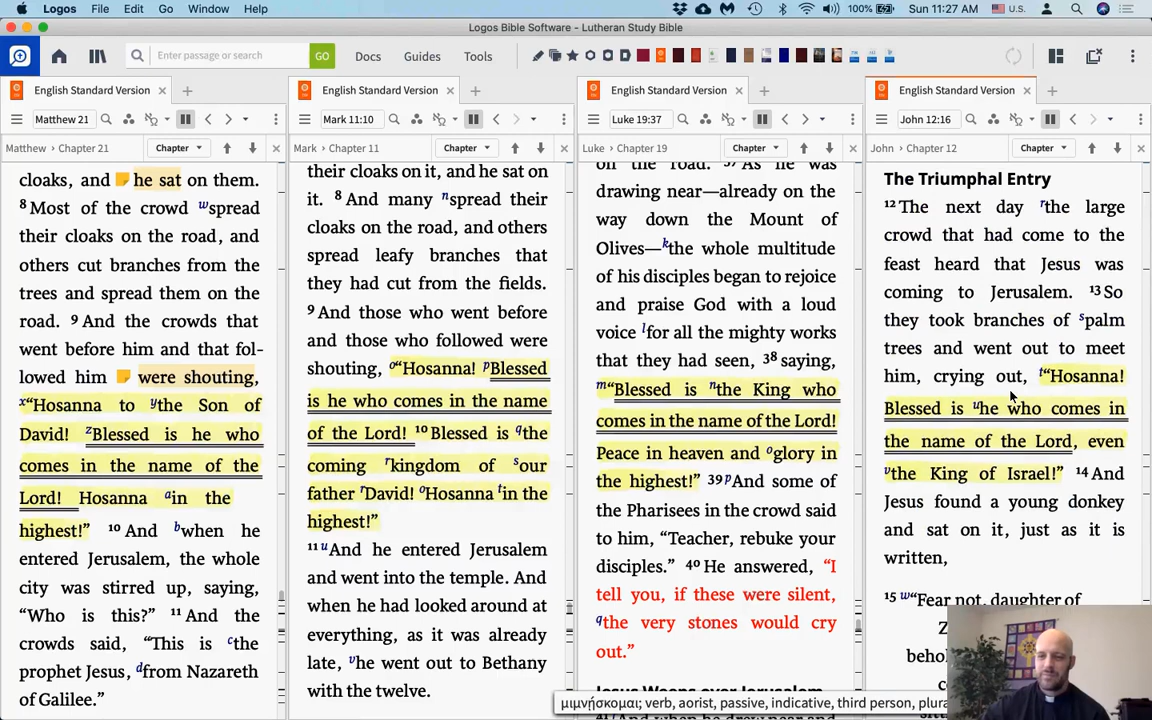 Logos File Edit Go Window Help
100% Sun 11:27 AM U.S.
Logos Bible Software - Lutheran Study Bible
Enter passage or search GO Docs Guides Tools
English Standard Version
Matthew 21
Matthew > Chapter 21 Chapter
cloaks, and he sat on them.
8 Most of the crowd w spread
their cloaks on the road, and
others cut branches from the
trees and spread them on the
road. 9 And the crowds that
went before him and that fol-
lowed him were shouting,
x "Hosanna to y the Son of
David! z Blessed is he who
comes in the name of the
Lord! Hosanna a in the
highest!" 10 And b when he
entered Jerusalem, the whole
city was stirred up, saying,
"Who is this?" 11 And the
crowds said, "This is c the
prophet Jesus, d from Nazareth
of Galilee."
English Standard Version
Mark 11:10
Mark > Chapter 11 Chapter
their cloaks on it, and he sat on
it. 8 And many n spread their
cloaks on the road, and others
spread leafy branches that
they had cut from the fields.
9 And those who went before
and those who followed were
shouting, o "Hosanna! p Blessed
is he who comes in the name
of the Lord! 10 Blessed is q the
coming r kingdom of s our
father r David! o Hosanna t in the
highest!"
11 u And he entered Jerusalem
and went into the temple. And
when he had looked around at
everything, as it was already
late, v he went out to Bethany
with the twelve.
English Standard Version
Luke 19:37
Luke > Chapter 19 Chapter
on the road. 37 As he was
drawing near—already on the
way down the Mount of
Olives—k the whole multitude
of his disciples began to rejoice
and praise God with a loud
voice l for all the mighty works
that they had seen, 38 saying,
m "Blessed is n the King who
comes in the name of the Lord!
Peace in heaven and o glory in
the highest!" 39 p And some of
the Pharisees in the crowd said
to him, "Teacher, rebuke your
disciples." 40 He answered, "I
tell you, if these were silent,
q the very stones would cry
out."
Jesus Weeps over Jerusalem
English Standard Version
John 12:16
John > Chapter 12 Chapter
The Triumphal Entry
12 The next day r the large
crowd that had come to the
feast heard that Jesus was
coming to Jerusalem. 13 So
they took branches of s palm
trees and went out to meet
him, crying out, t "Hosanna!
Blessed is u he who comes in
the name of the Lord, even
v the King of Israel!" 14 And
Jesus found a young donkey
and sat on it, just as it is
written,
15 w "Fear not, daughter of
μιμνῄσκομαι; verb, aorist, passive, indicative, third person,